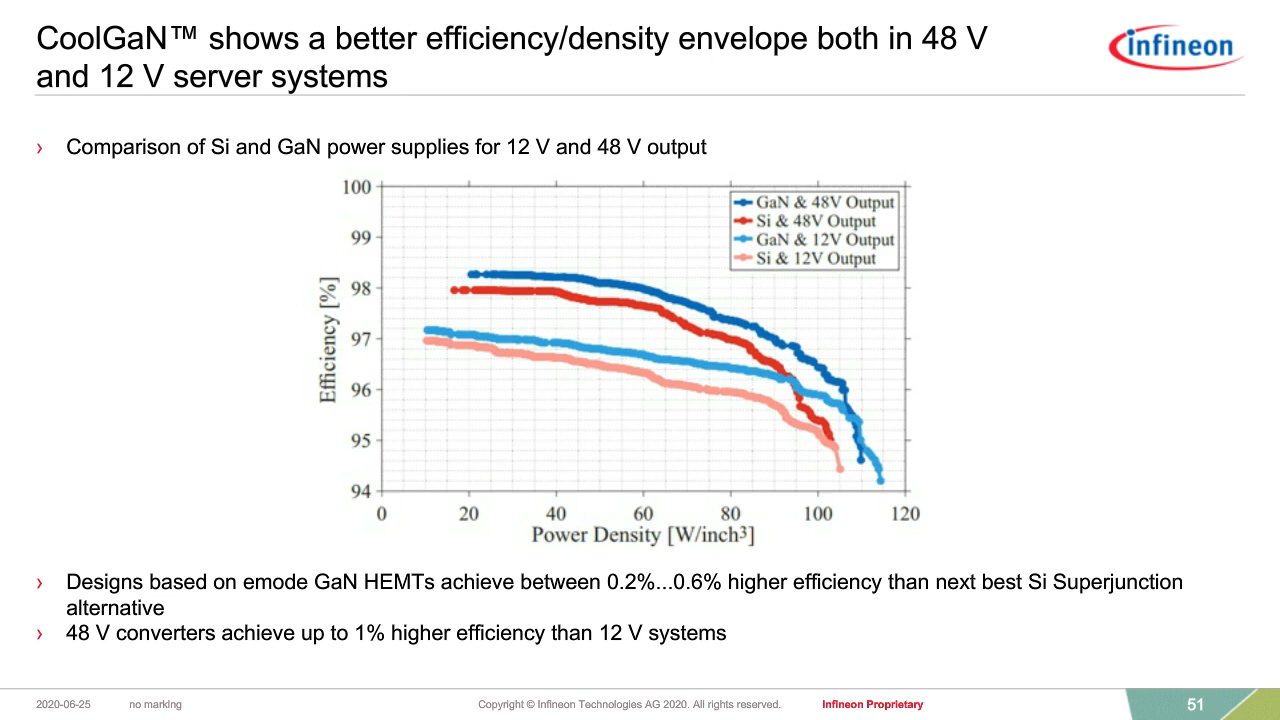 CoolGaN™ shows a better efficiency/density envelope both in 48 V
and 12 V server systems
infineon
› Comparison of Si and GaN power supplies for 12 V and 48 V output
100
99
98
97
96
95
94
Efficiency [%]
GaN & 48V Output
Si & 48V Output
GaN & 12V Output
Si & 12V Output
0 20 40 60 80 100 120
Power Density [W/inch³]
› Designs based on emode GaN HEMTs achieve between 0.2%...0.6% higher efficiency than next best Si Superjunction
alternative
› 48 V converters achieve up to 1% higher efficiency than 12 V systems
2020-06-25 no marking Copyright © Infineon Technologies AG 2020. All rights reserved. Infineon Proprietary 51